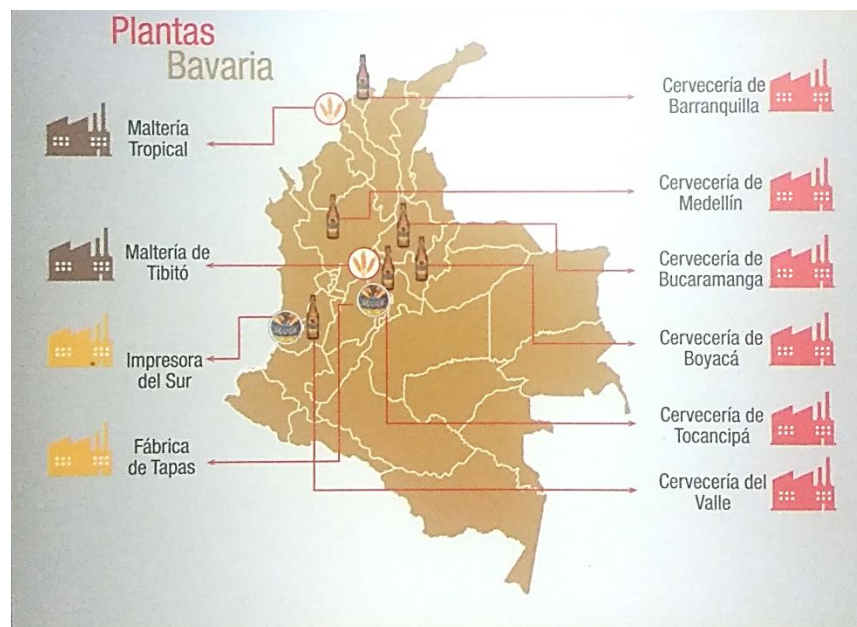 Plantas
Bavaria
Maltería
Tropical
Maltería de
Tibitó
Impresora
del Sur
Fábrica
de Tapas
Cervecería de
Barranquilla
Cervecería de
Medellín
Cervecería de
Bucaramanga
Cervecería de
Boyacá
Cervecería de
Tocancipá
Cervecería del
Valle